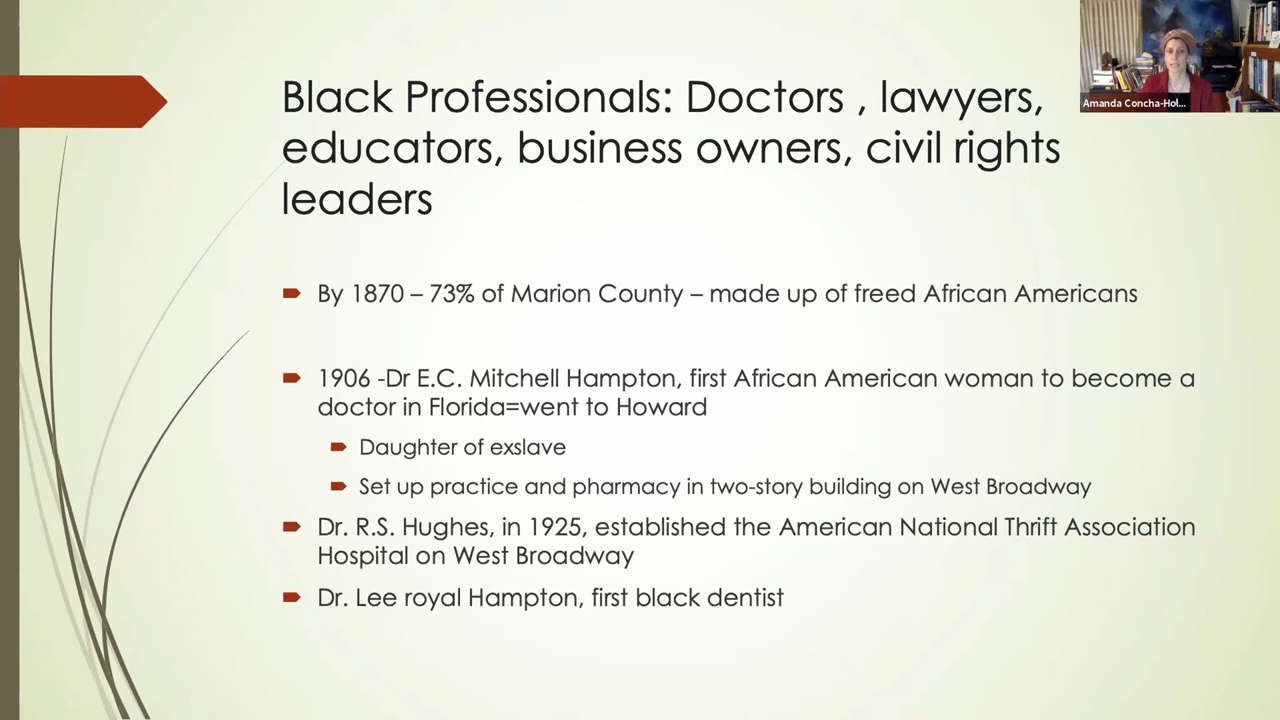 Black Professionals: Doctors , lawyers,
educators, business owners, civil rights
leaders
Amanda Concha-Hol...
By 1870 – 73% of Marion County – made up of freed African Americans
1906 -Dr E.C. Mitchell Hampton, first African American woman to become a
doctor in Florida=went to Howard
Daughter of exslave
Set up practice and pharmacy in two-story building on West Broadway
Dr. R.S. Hughes, in 1925, established the American National Thrift Association
Hospital on West Broadway
Dr. Lee royal Hampton, first black dentist